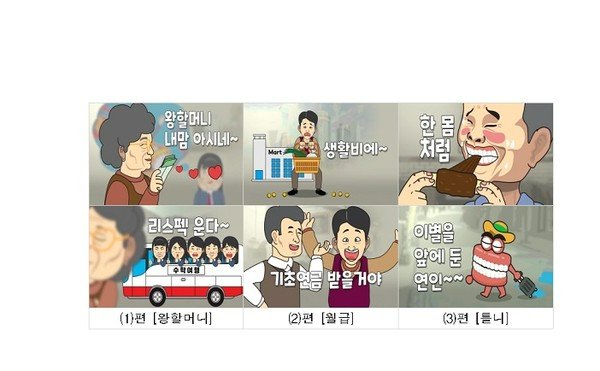 왕할머니
내맘 아시네~
Mart
생활비에~
한 몸
처럼
리스펙 운다~
수학여행
기초연금 받을거야
이별을
앞에 둔
연인~~
(1)편 [왕할머니]
(2)편 [월급]
(3)편 [틀니]